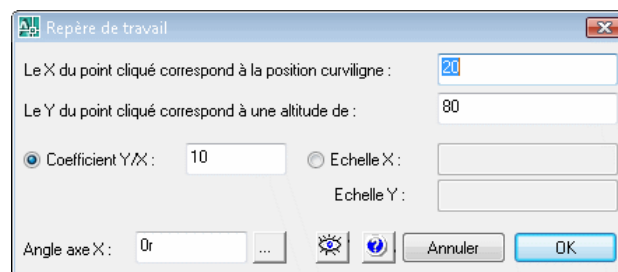 Repère de travail
Le X du point cliqué correspond à la position curviligne : 20
Le Y du point cliqué correspond à une altitude de : 80
Coefficient Y/X : 10 Echelle X :
Echelle Y :
Angle axe X : 0r ... Annuler OK